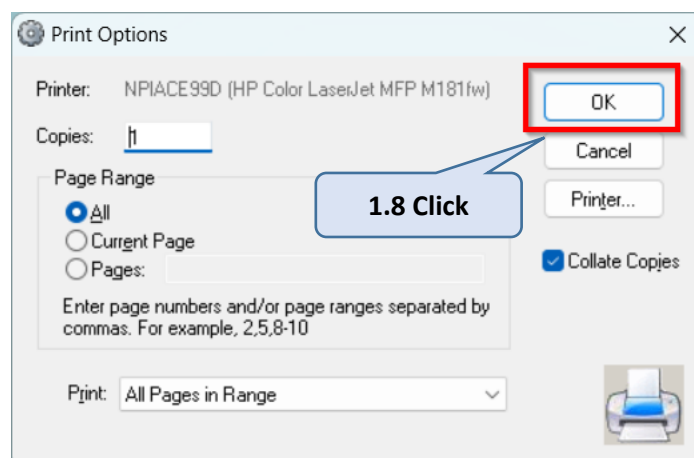 Print Options
Printer: NPIACE99D (HP Color LaserJet MFP M181fw)
OK
Copies: 1
Cancel
Page Range
1.8 Click
Printer...
All
Current Page
Collate Copies
Pages:
Enter page numbers and/or page ranges separated by
commas. For example, 2,5,8-10
Print: All Pages in Range